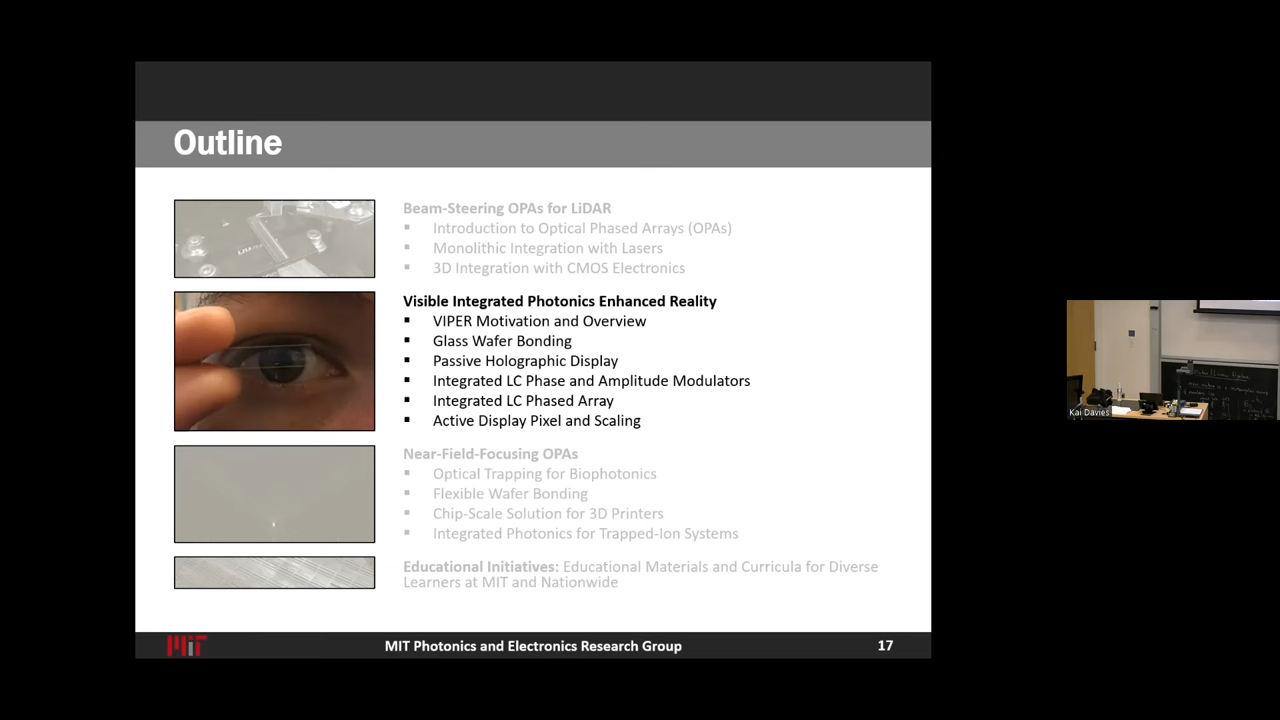 Outline
Beam-Steering OPAs for LiDAR
▪ Introduction to Optical Phased Arrays (OPAs)
▪ Monolithic Integration with Lasers
▪ 3D Integration with CMOS Electronics
Visible Integrated Photonics Enhanced Reality
▪ VIPER Motivation and Overview
▪ Glass Wafer Bonding
▪ Passive Holographic Display
▪ Integrated LC Phase and Amplitude Modulators
▪ Integrated LC Phased Array
▪ Active Display Pixel and Scaling
Near-Field-Focusing OPAs
▪ Optical Trapping for Biophotonics
▪ Flexible Wafer Bonding
▪ Chip-Scale Solution for 3D Printers
▪ Integrated Photonics for Trapped-Ion Systems
Educational Initiatives: Educational Materials and Curricula for Diverse
Learners at MIT and Nationwide
MIT
MIT Photonics and Electronics Research Group
17
Kai Davies